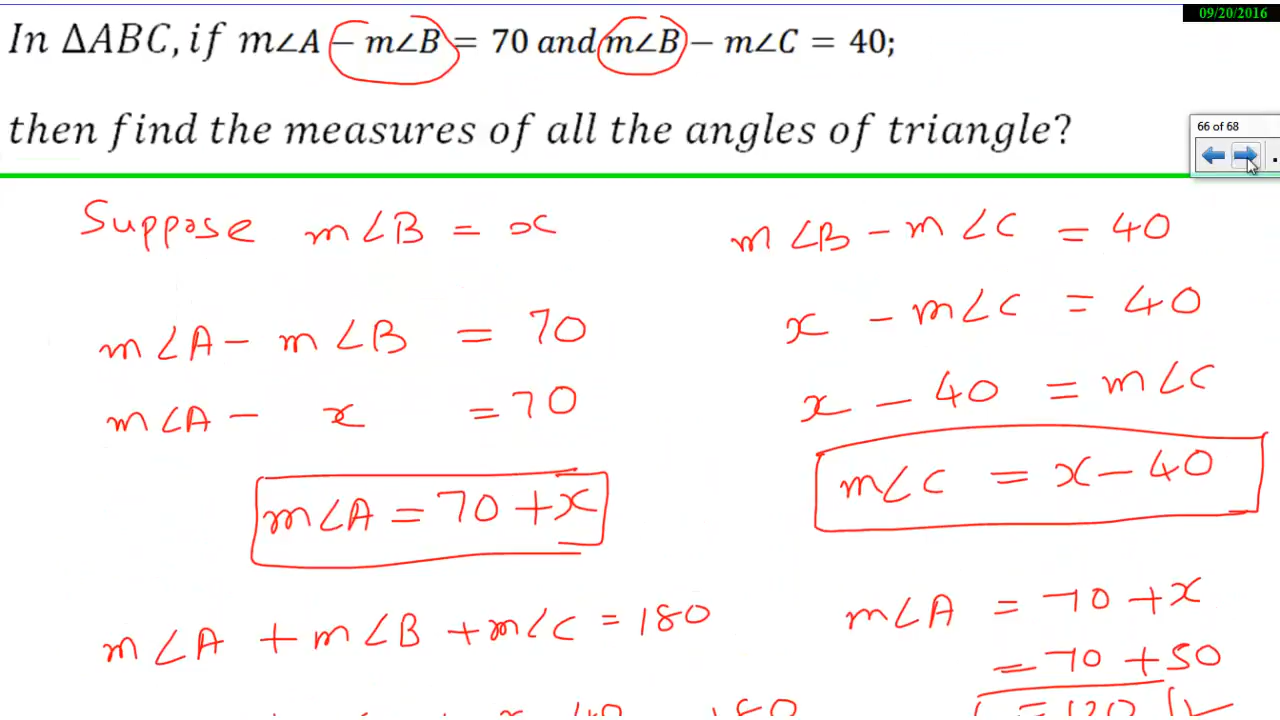 09/20/2016
In ΔABC, if m∠A − m∠B = 70 and m∠B − m∠C = 40;
then find the measures of all the angles of triangle?
66 of 68
Suppose m∠B = x
m∠A − m∠B = 70
m∠A − x = 70
m∠A = 70 + x
m∠A + m∠B + m∠C = 180
m∠B − m∠C = 40
x − m∠C = 40
x − 40 = m∠C
m∠C = x − 40
m∠A = 70 + x
= 70 + 50